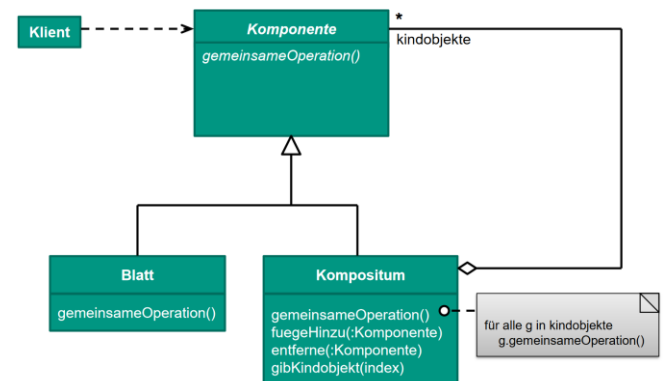 Klient
Komponente
gemeinsameOperation()
*
kindobjekte
Blatt
gemeinsameOperation()
Kompositum
gemeinsameOperation()
fuegeHinzu(:Komponente)
entferne(:Komponente)
gibKindobjekt(index)
für alle g in kindobjekte
g.gemeinsameOperation()